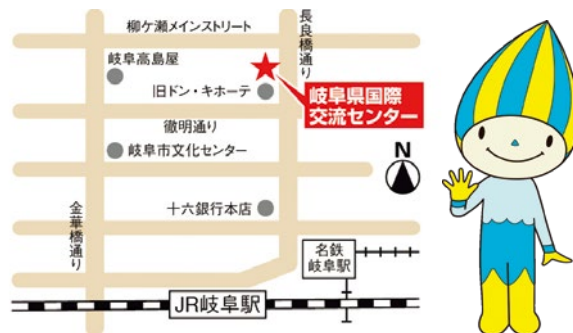 柳ケ瀬メインストリート
長良橋通り
岐阜高島屋
旧ドン・キホーテ
岐阜県国際
交流センター
徹明通り
岐阜市文化センター
N
金華橋通り
十六銀行本店
名鉄
岐阜駅
JR岐阜駅